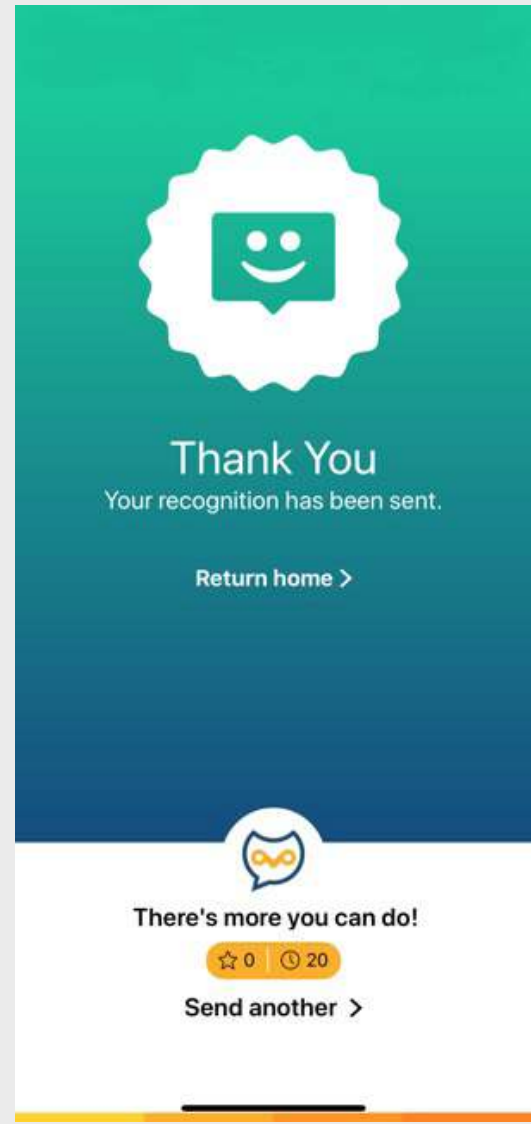 Thank You
Your recognition has been sent.
Return home >
There's more you can do!
0 20
Send another >